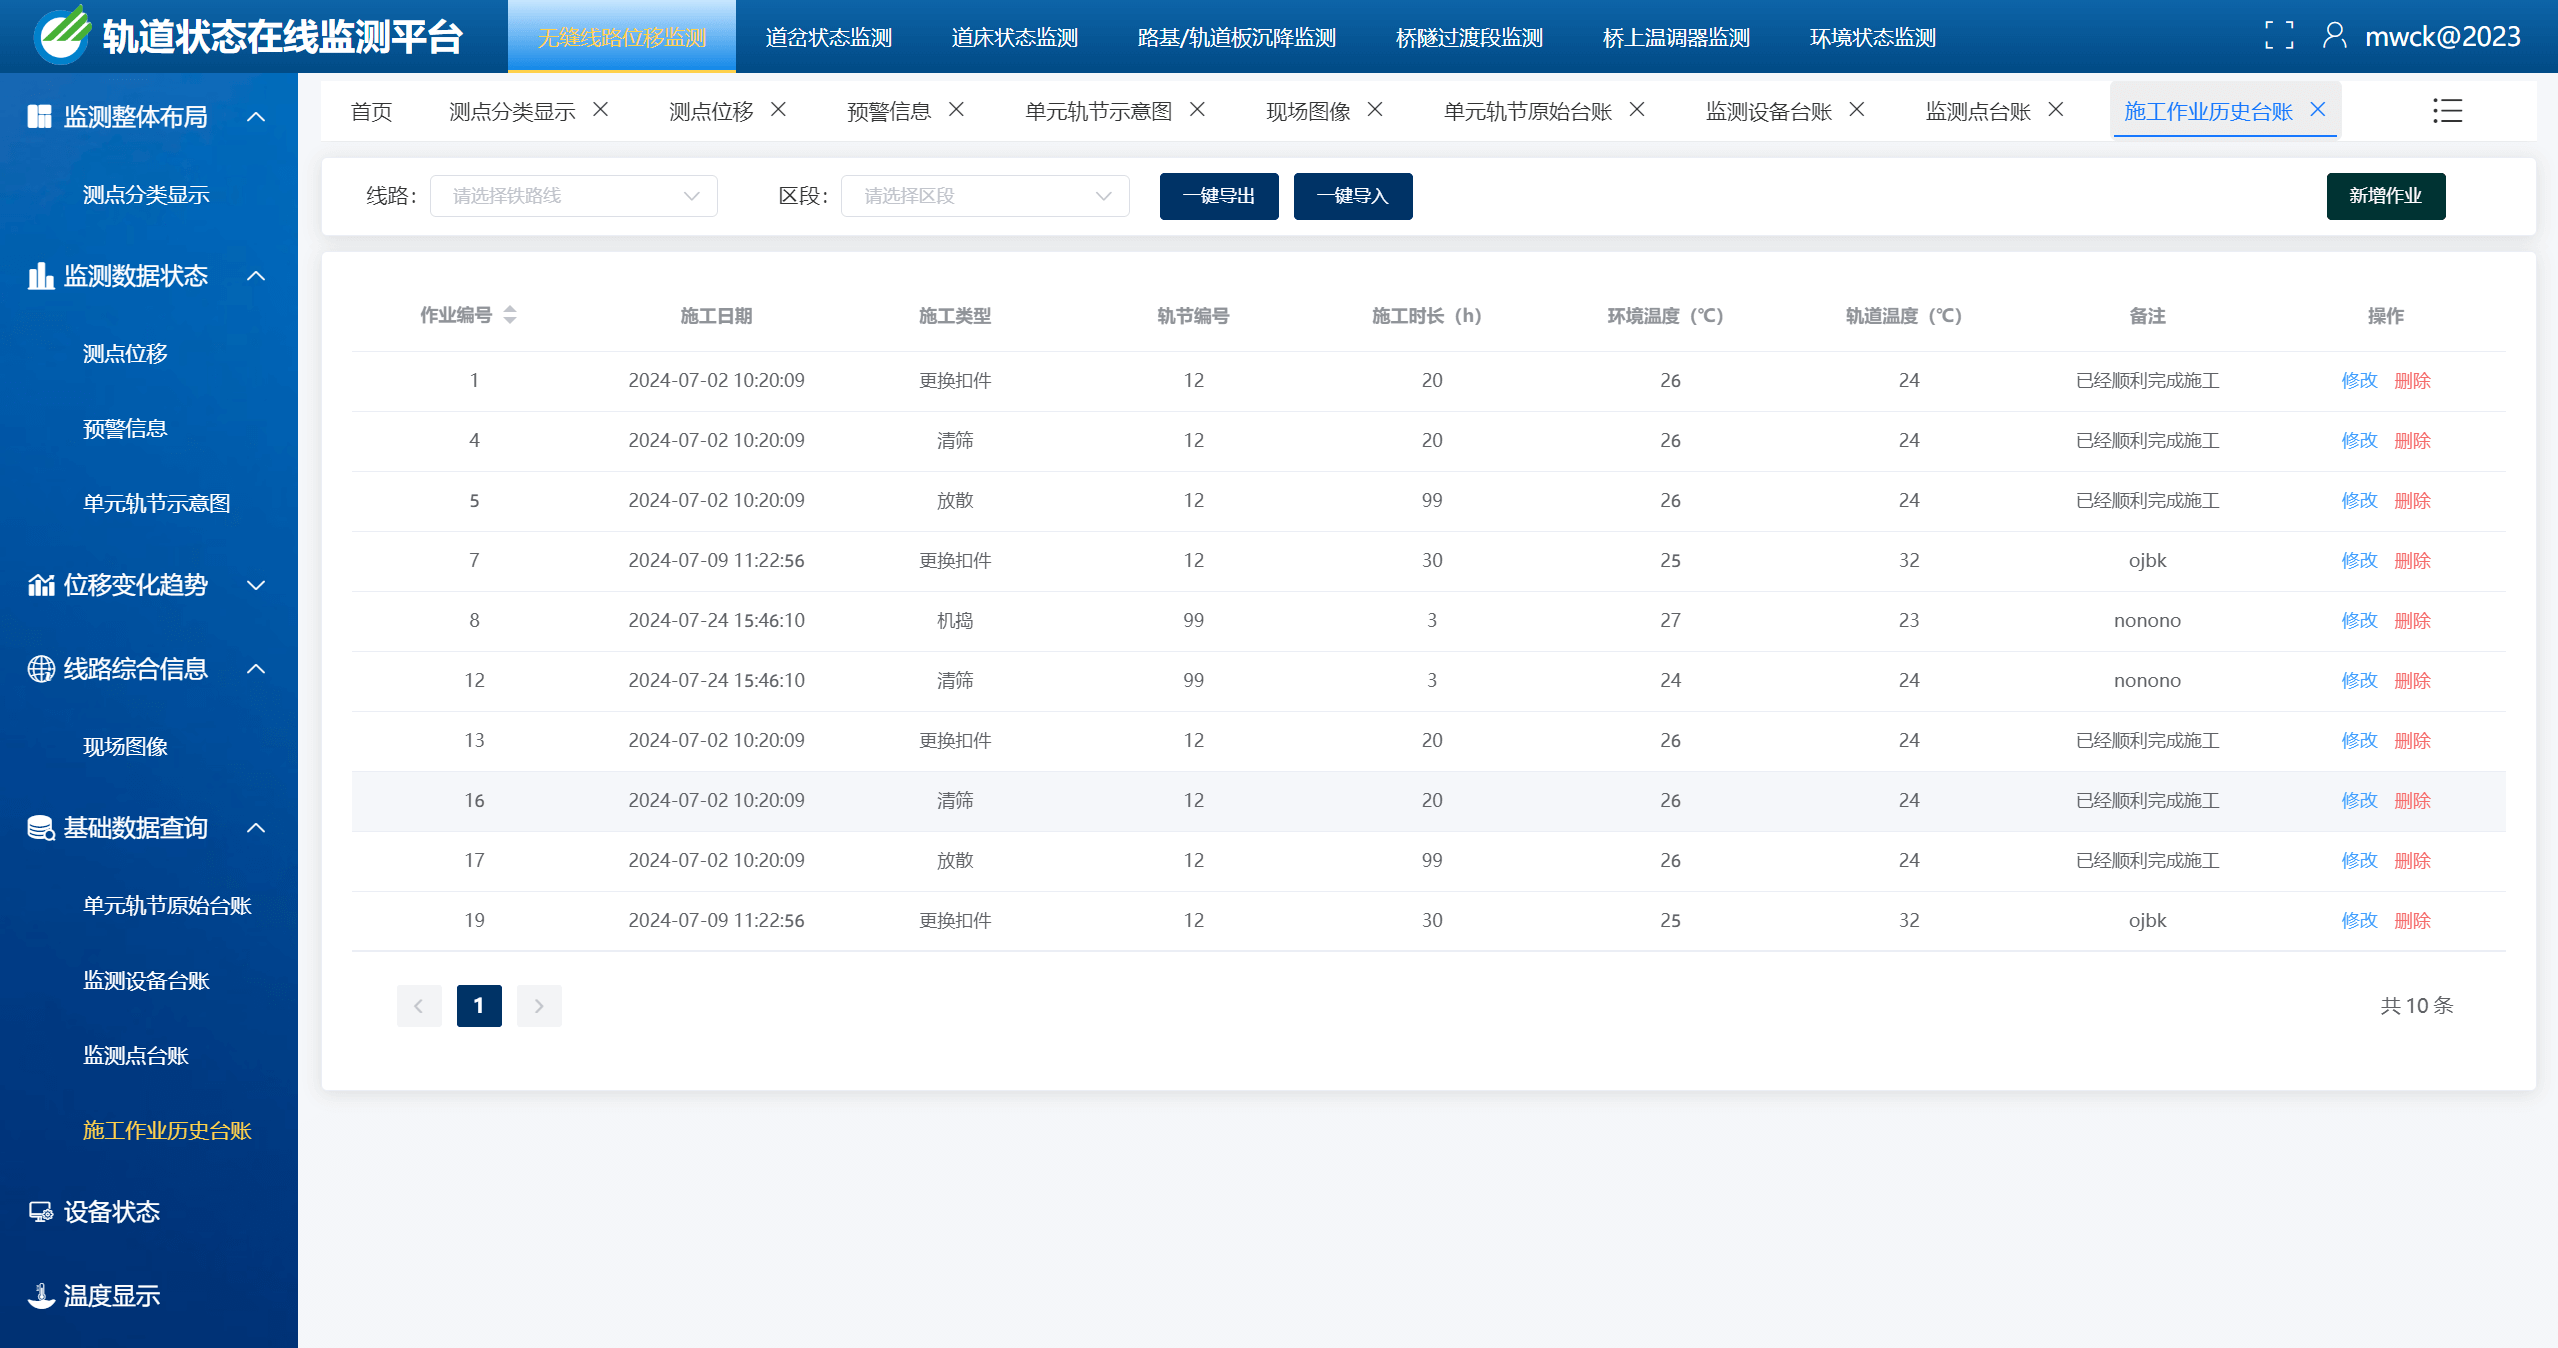 轨道状态在线监测平台
无缝线路位移监测 道岔状态监测 道床状态监测 路基/轨道板沉降监测 桥隧过渡段监测 桥上温调器监测 环境状态监测 mwck@2023
监测整体布局
测点分类显示
监测数据状态
测点位移
预警信息
单元轨节示意图
位移变化趋势
线路综合信息
现场图像
基础数据查询
单元轨节原始台账
监测设备台账
监测点台账
施工作业历史台账
设备状态
温度显示
首页 测点分类显示 测点位移 预警信息 单元轨节示意图 现场图像 单元轨节原始台账 监测设备台账 监测点台账 施工作业历史台账
线路: 请选择铁路线 区段: 请选择区段 一键导出 一键导入 新增作业
作业编号 施工日期 施工类型 轨节编号 施工时长（h） 环境温度（℃） 轨道温度（℃） 备注 操作
1 2024-07-02 10:20:09 更换扣件 12 20 26 24 已经顺利完成施工 修改 删除
4 2024-07-02 10:20:09 清筛 12 20 26 24 已经顺利完成施工 修改 删除
5 2024-07-02 10:20:09 放散 12 99 26 24 已经顺利完成施工 修改 删除
7 2024-07-09 11:22:56 更换扣件 12 30 25 32 ojbk 修改 删除
8 2024-07-24 15:46:10 机捣 99 3 27 23 nonono 修改 删除
12 2024-07-24 15:46:10 清筛 99 3 24 24 nonono 修改 删除
13 2024-07-02 10:20:09 更换扣件 12 20 26 24 已经顺利完成施工 修改 删除
16 2024-07-02 10:20:09 清筛 12 20 26 24 已经顺利完成施工 修改 删除
17 2024-07-02 10:20:09 放散 12 99 26 24 已经顺利完成施工 修改 删除
19 2024-07-09 11:22:56 更换扣件 12 30 25 32 ojbk 修改 删除
1 共 10 条